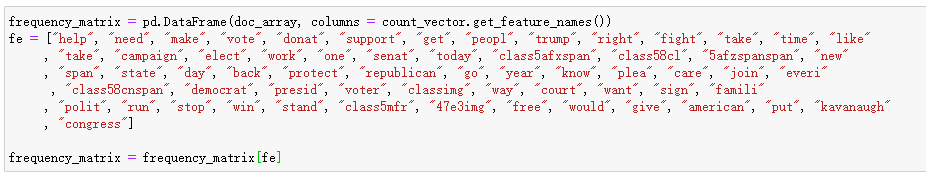 frequency_matrix = pd.DataFrame(doc_array, columns = count_vector.get_feature_names())
fe = ["help", "need", "make", "vote", "donat", "support", "get", "peopl", "trump", "right", "fight", "take", "time", "like"
, "take", "campaign", "elect", "work", "one", "senat", "today", "class5afxspan", "class58cl", "5afzspanspan", "new"
, "span", "state", "day", "back", "protect", "republican", "go", "year", "know", "plea", "care", "join", "everi"
, "class58cnspan", "democrat", "presid", "voter", "classing", "way", "court", "want", "sign", "famili"
, "polit", "run", "stop", "win", "stand", "class5mfr", "47e3img", "free", "would", "give", "american", "put", "kavanaugh"
, "congress"]
frequency_matrix = frequency_matrix[fe]